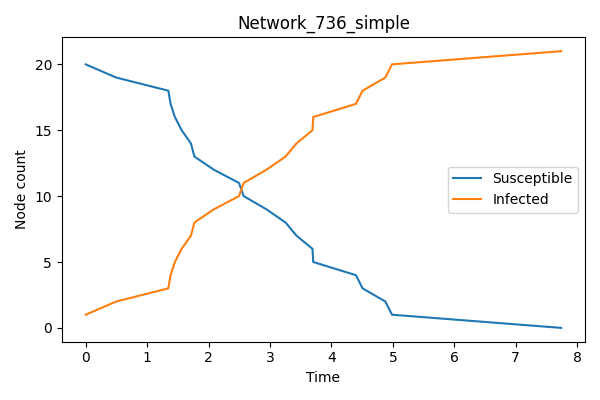 Network_736_simple
Node count
20
15
10
5
0
Susceptible
Infected
0 1 2 3 4 5 6 7 8
Time